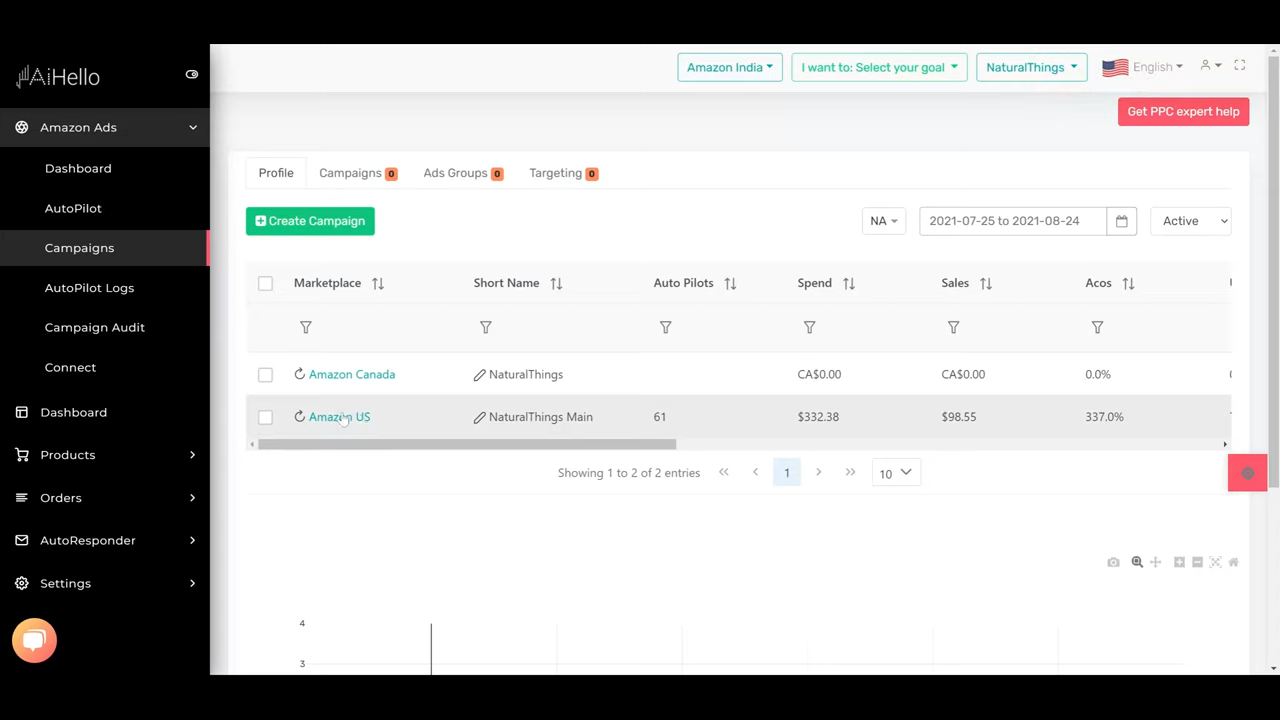 AiHello
Amazon India
I want to: Select your goal
NaturalThings
English
Get PPC expert help
Amazon Ads
Dashboard
AutoPilot
Campaigns
AutoPilot Logs
Campaign Audit
Connect
Dashboard
Products
Orders
AutoResponder
Settings
Profile Campaigns 0 Ads Groups 0 Targeting 0
Create Campaign NA 2021-07-25 to 2021-08-24 Active
Marketplace Short Name Auto Pilots Spend Sales Acos
Amazon Canada NaturalThings CA$0.00 CA$0.00 0.0%
Amazon US NaturalThings Main 61 $332.38 $98.55 337.0%
Showing 1 to 2 of 2 entries 1 10
4
3